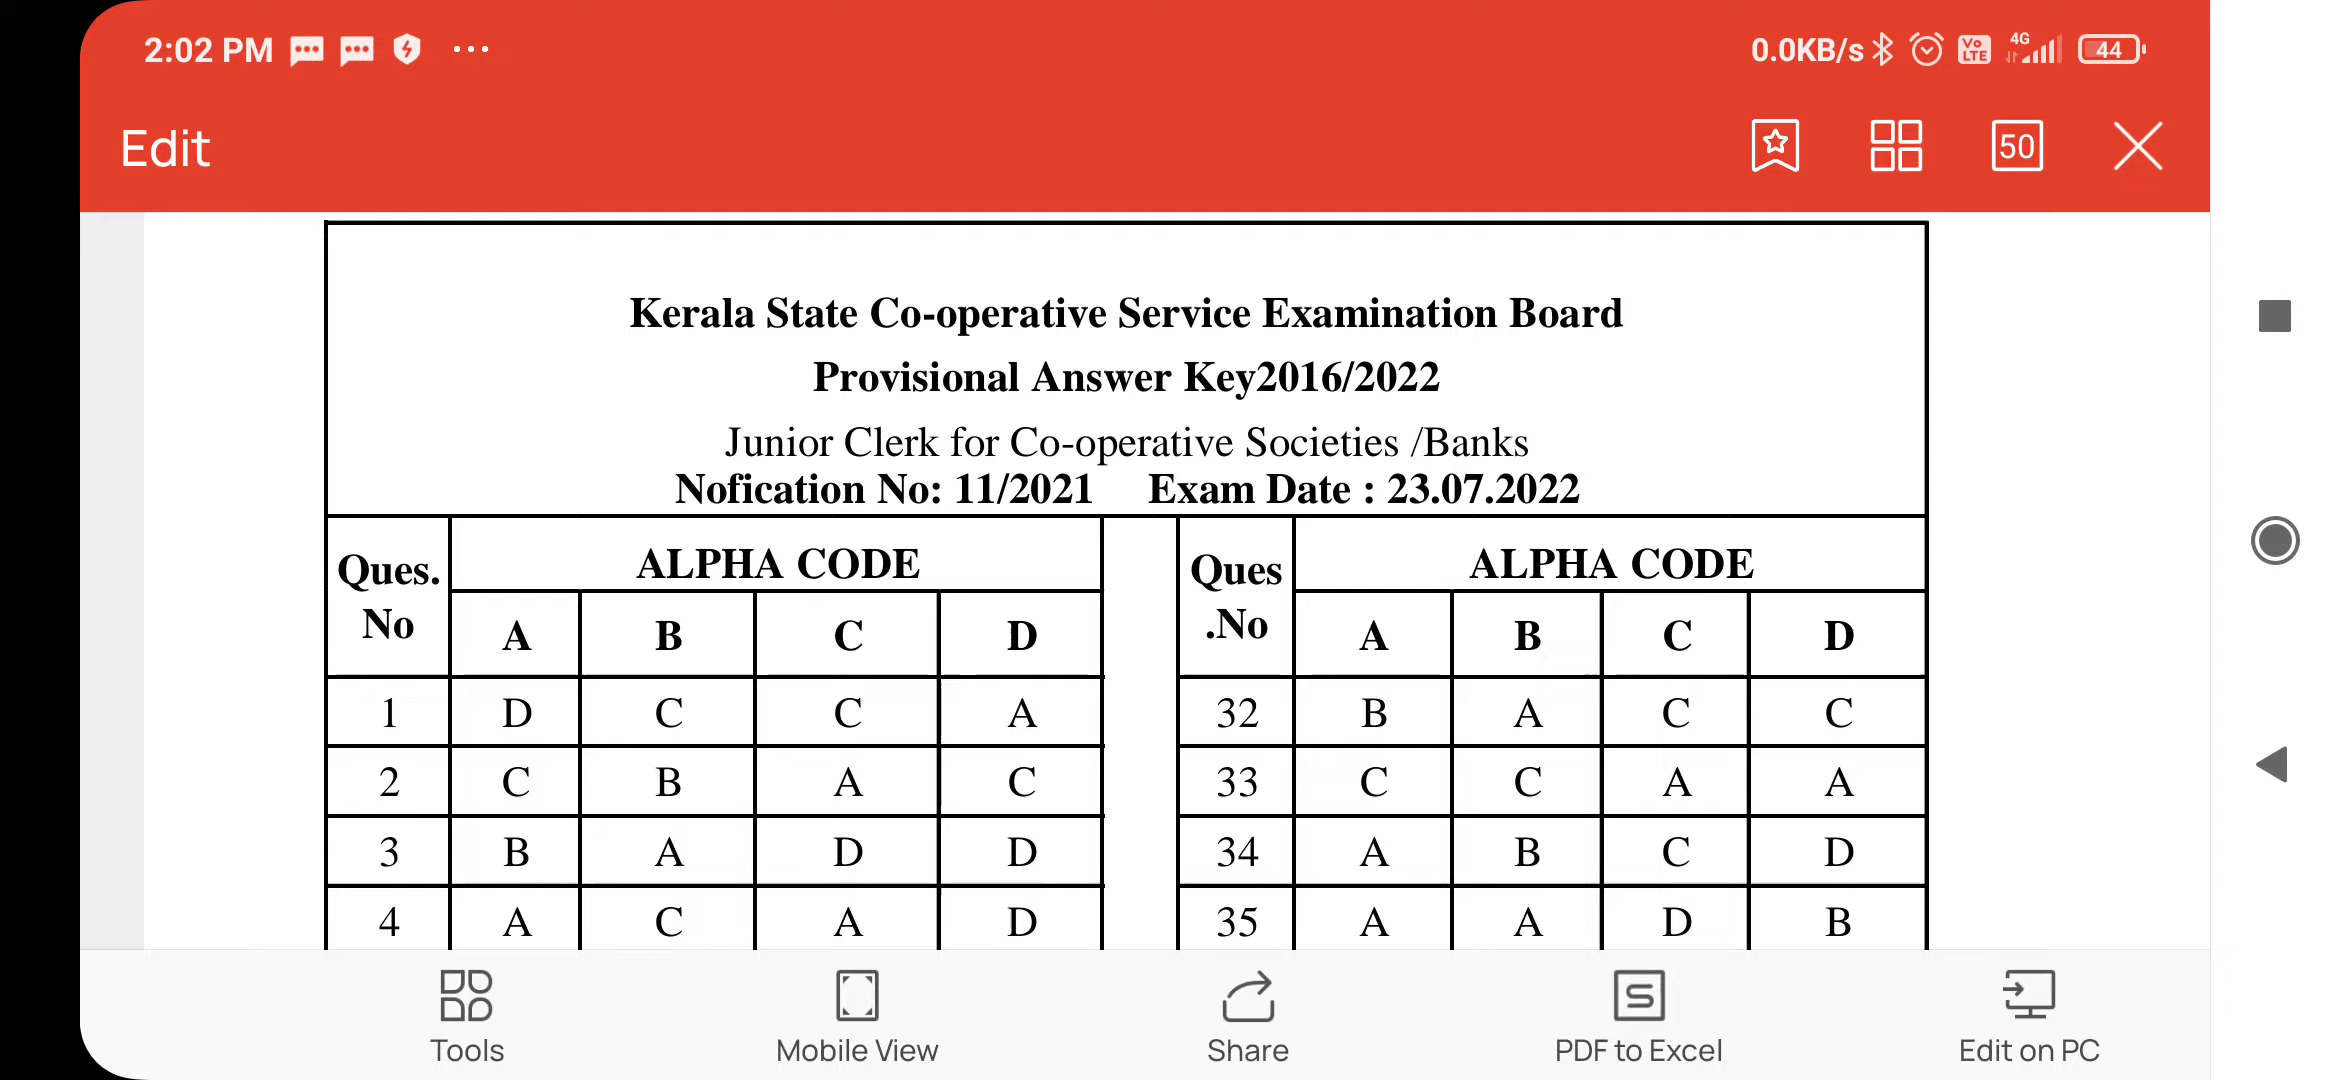 2:02 PM ...
0.0KB/s Vo LTE 4G 44
Edit
50
Kerala State Co-operative Service Examination Board
Provisional Answer Key2016/2022
Junior Clerk for Co-operative Societies /Banks
Nofication No: 11/2021 Exam Date : 23.07.2022
Ques. No ALPHA CODE Ques .No ALPHA CODE
A B C D A B C D
1 D C C A 32 B A C C
2 C B A C 33 C C A A
3 B A D D 34 A B C D
4 A C A D 35 A A D B
Tools Mobile View Share PDF to Excel Edit on PC